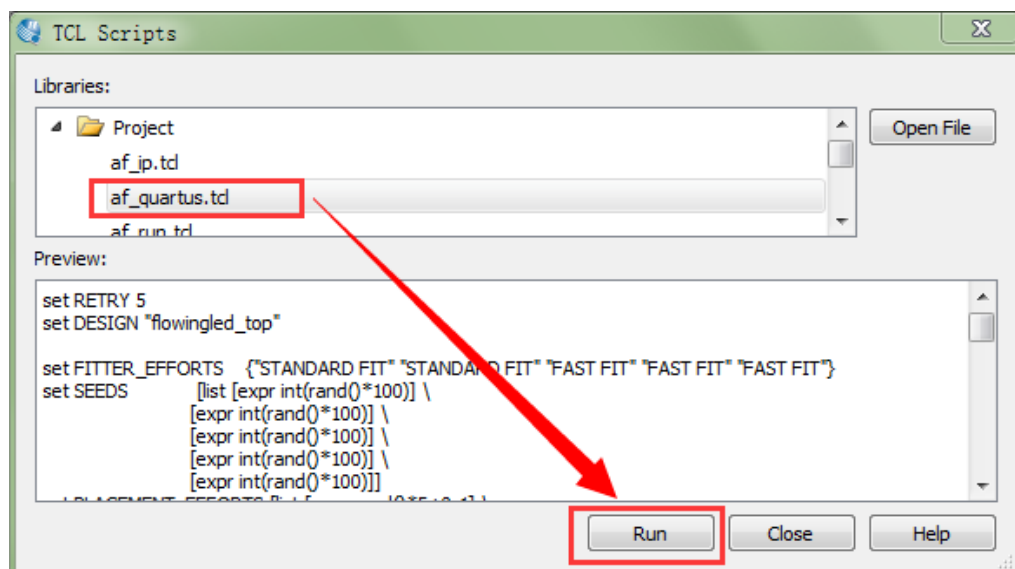 TCL Scripts
Libraries:
Project
Open File
af_ip.tcl
af_quartus.tcl
af_run.tcl
Preview:
set RETRY 5
set DESIGN "flowingled_top"
set FITTER_EFFORTS {"STANDARD FIT" "STANDARD FIT" "FAST FIT" "FAST FIT" "FAST FIT"}
set SEEDS [list [expr int(rand()*100)] \
[expr int(rand()*100)] \
[expr int(rand()*100)] \
[expr int(rand()*100)] \
[expr int(rand()*100)]]
Run Close Help